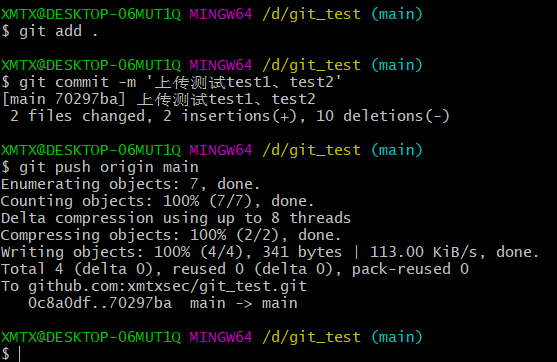 XMTX@DESKTOP-06MUT1Q MINGW64 /d/git_test (main)
$ git add .
XMTX@DESKTOP-06MUT1Q MINGW64 /d/git_test (main)
$ git commit -m '上传测试test1、test2'
[main 70297ba] 上传测试test1、test2
 2 files changed, 2 insertions(+), 10 deletions(-)
XMTX@DESKTOP-06MUT1Q MINGW64 /d/git_test (main)
$ git push origin main
Enumerating objects: 7, done.
Counting objects: 100% (7/7), done.
Delta compression using up to 8 threads
Compressing objects: 100% (2/2), done.
Writing objects: 100% (4/4), 341 bytes | 113.00 KiB/s, done.
Total 4 (delta 0), reused 0 (delta 0), pack-reused 0
To github.com:xmtxsec/git_test.git
   0c8a0df..70297ba  main -> main
XMTX@DESKTOP-06MUT1Q MINGW64 /d/git_test (main)
$